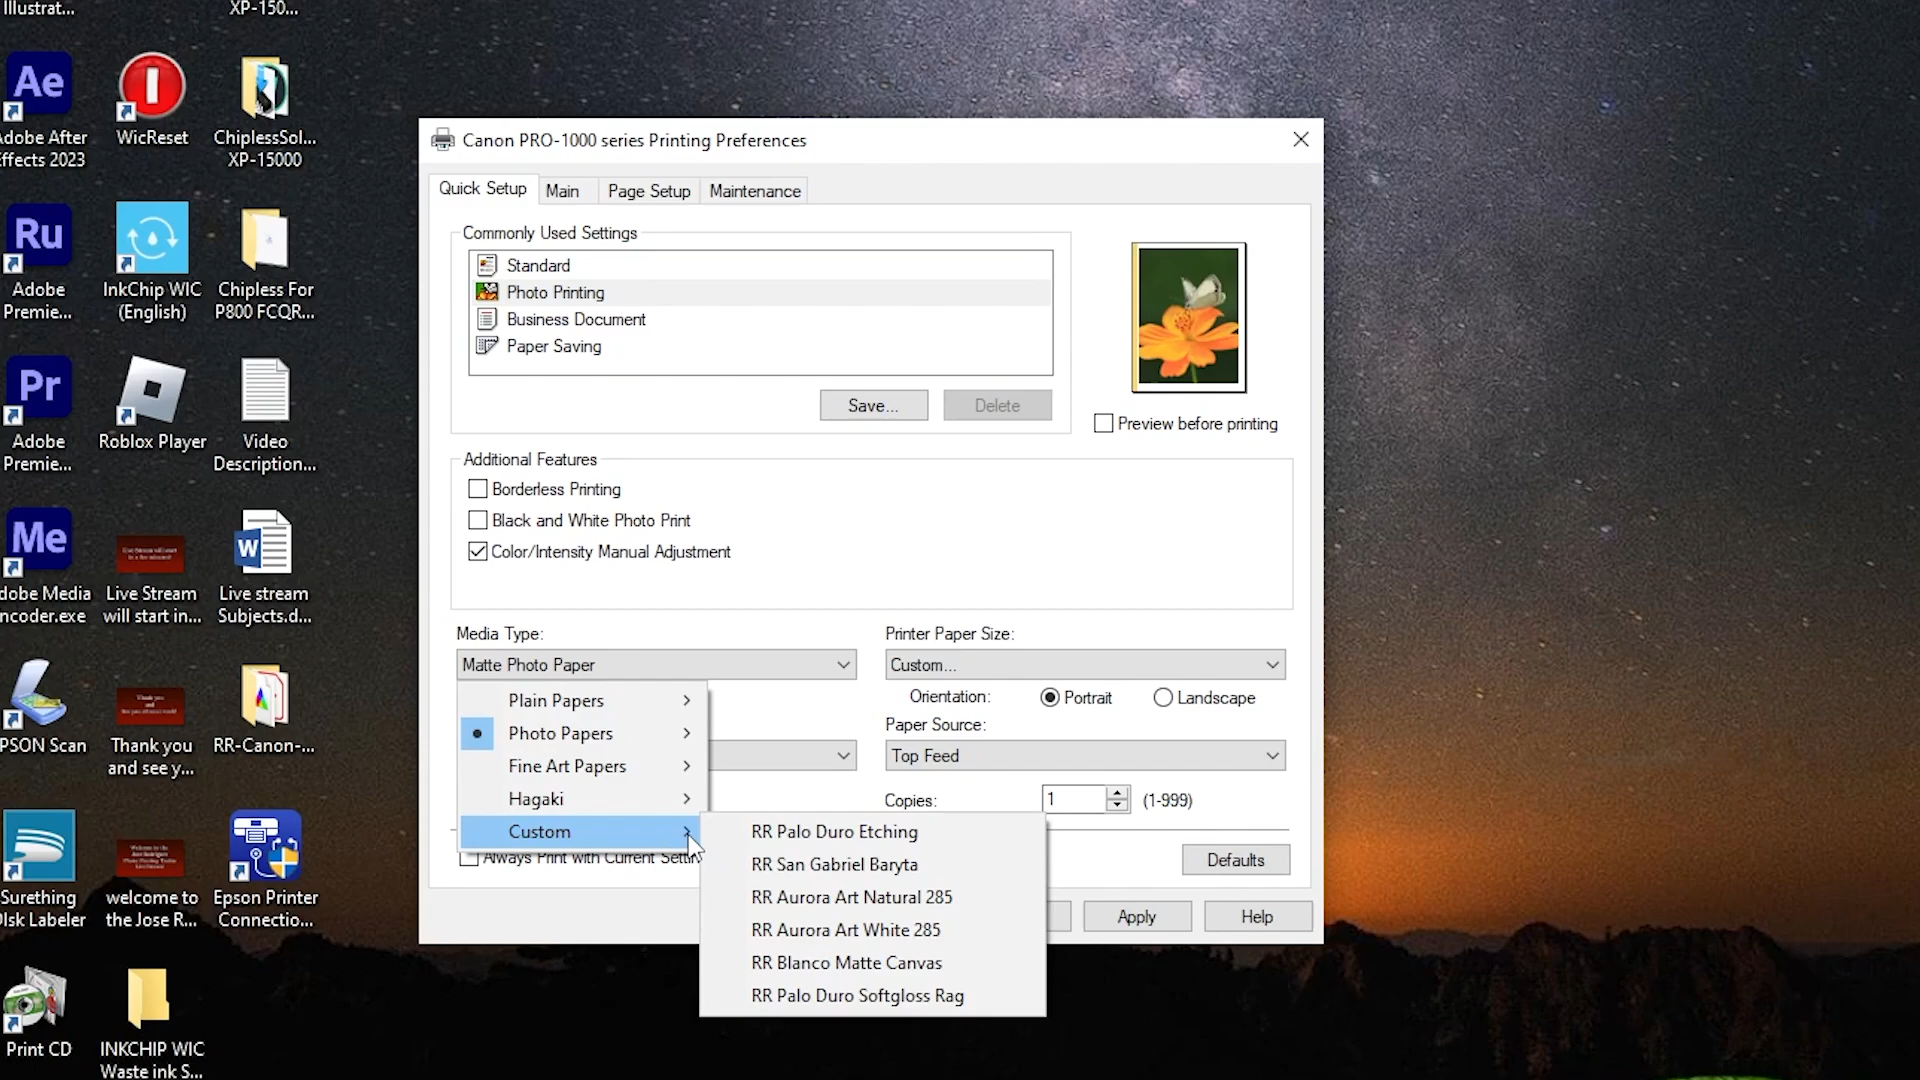 Illustrat...
XP-150...
Ae
Adobe After
Effects 2023
WicReset
ChiplessSol...
XP-15000
Ru
Adobe
Premie...
InkChip WIC
(English)
Chipless For
P800 FCQR...
Pr
Adobe
Premie...
Roblox Player
Video
Description...
Me
dobe Media
ncoder.exe
Live Stream
will start in...
W
Live stream
Subjects.d...
PSON Scan
Thank you
and see y...
RR-Canon-...
Surething
DIsk Labeler
welcome to
the Jose R...
Epson Printer
Connectio...
Print CD
INKCHIP WIC
Waste ink S...
Canon PRO-1000 series Printing Preferences
Quick Setup
Main
Page Setup
Maintenance
Commonly Used Settings
Standard
Photo Printing
Business Document
Paper Saving
Save...
Delete
Preview before printing
Additional Features
Borderless Printing
Black and White Photo Print
Color/Intensity Manual Adjustment
Media Type:
Matte Photo Paper
Plain Papers
Photo Papers
Fine Art Papers
Hagaki
Custom
Always Print with Current Settin
Printer Paper Size:
Custom...
Orientation:
Portrait
Landscape
Paper Source:
Top Feed
Copies:
1
(1-999)
RR Palo Duro Etching
RR San Gabriel Baryta
RR Aurora Art Natural 285
RR Aurora Art White 285
RR Blanco Matte Canvas
RR Palo Duro Softgloss Rag
Defaults
Apply
Help